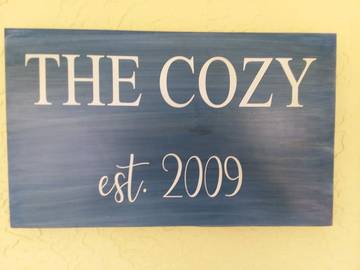 THE COZY
est. 2009